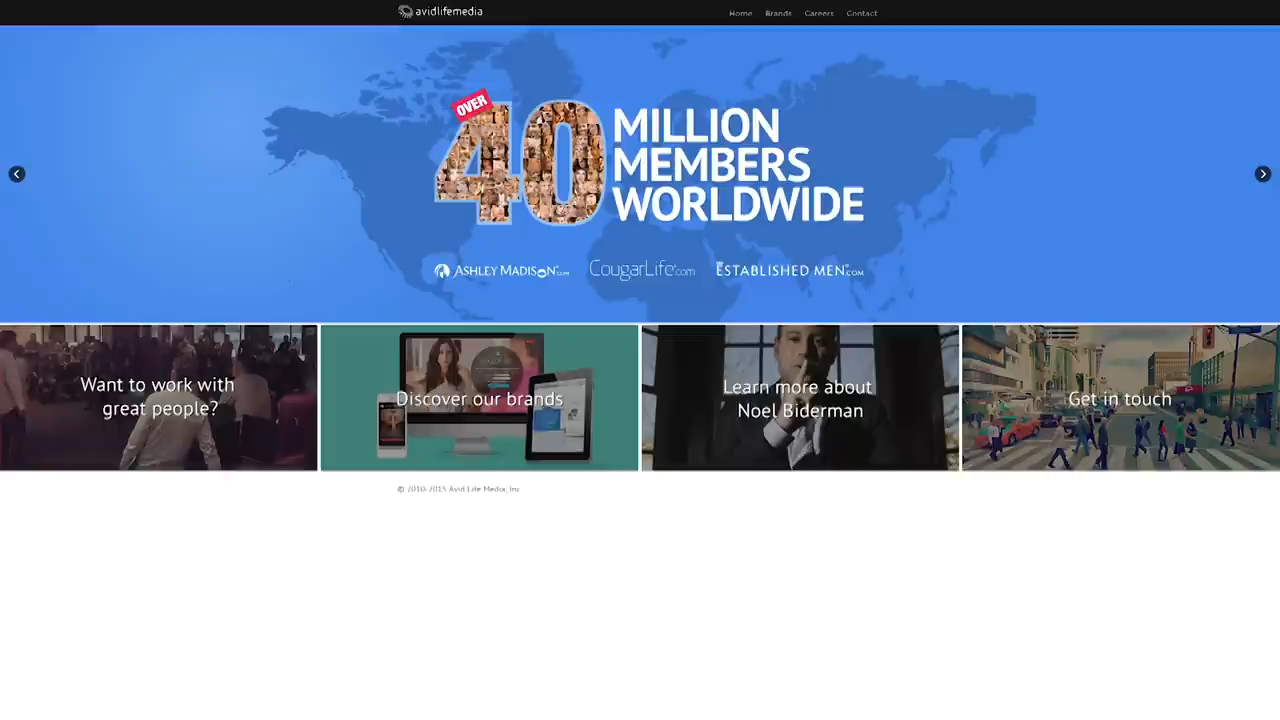 avidlifemedia
Home Brands Careers Contact
OVER
40 MILLION
MEMBERS
WORLDWIDE
ASHLEY MADISON.COM CougarLife.com ESTABLISHED MEN.COM
Want to work with
great people?
Discover our brands
Learn more about
Noel Biderman
Get in touch
© 2010-2015 Avid Life Media, Inc